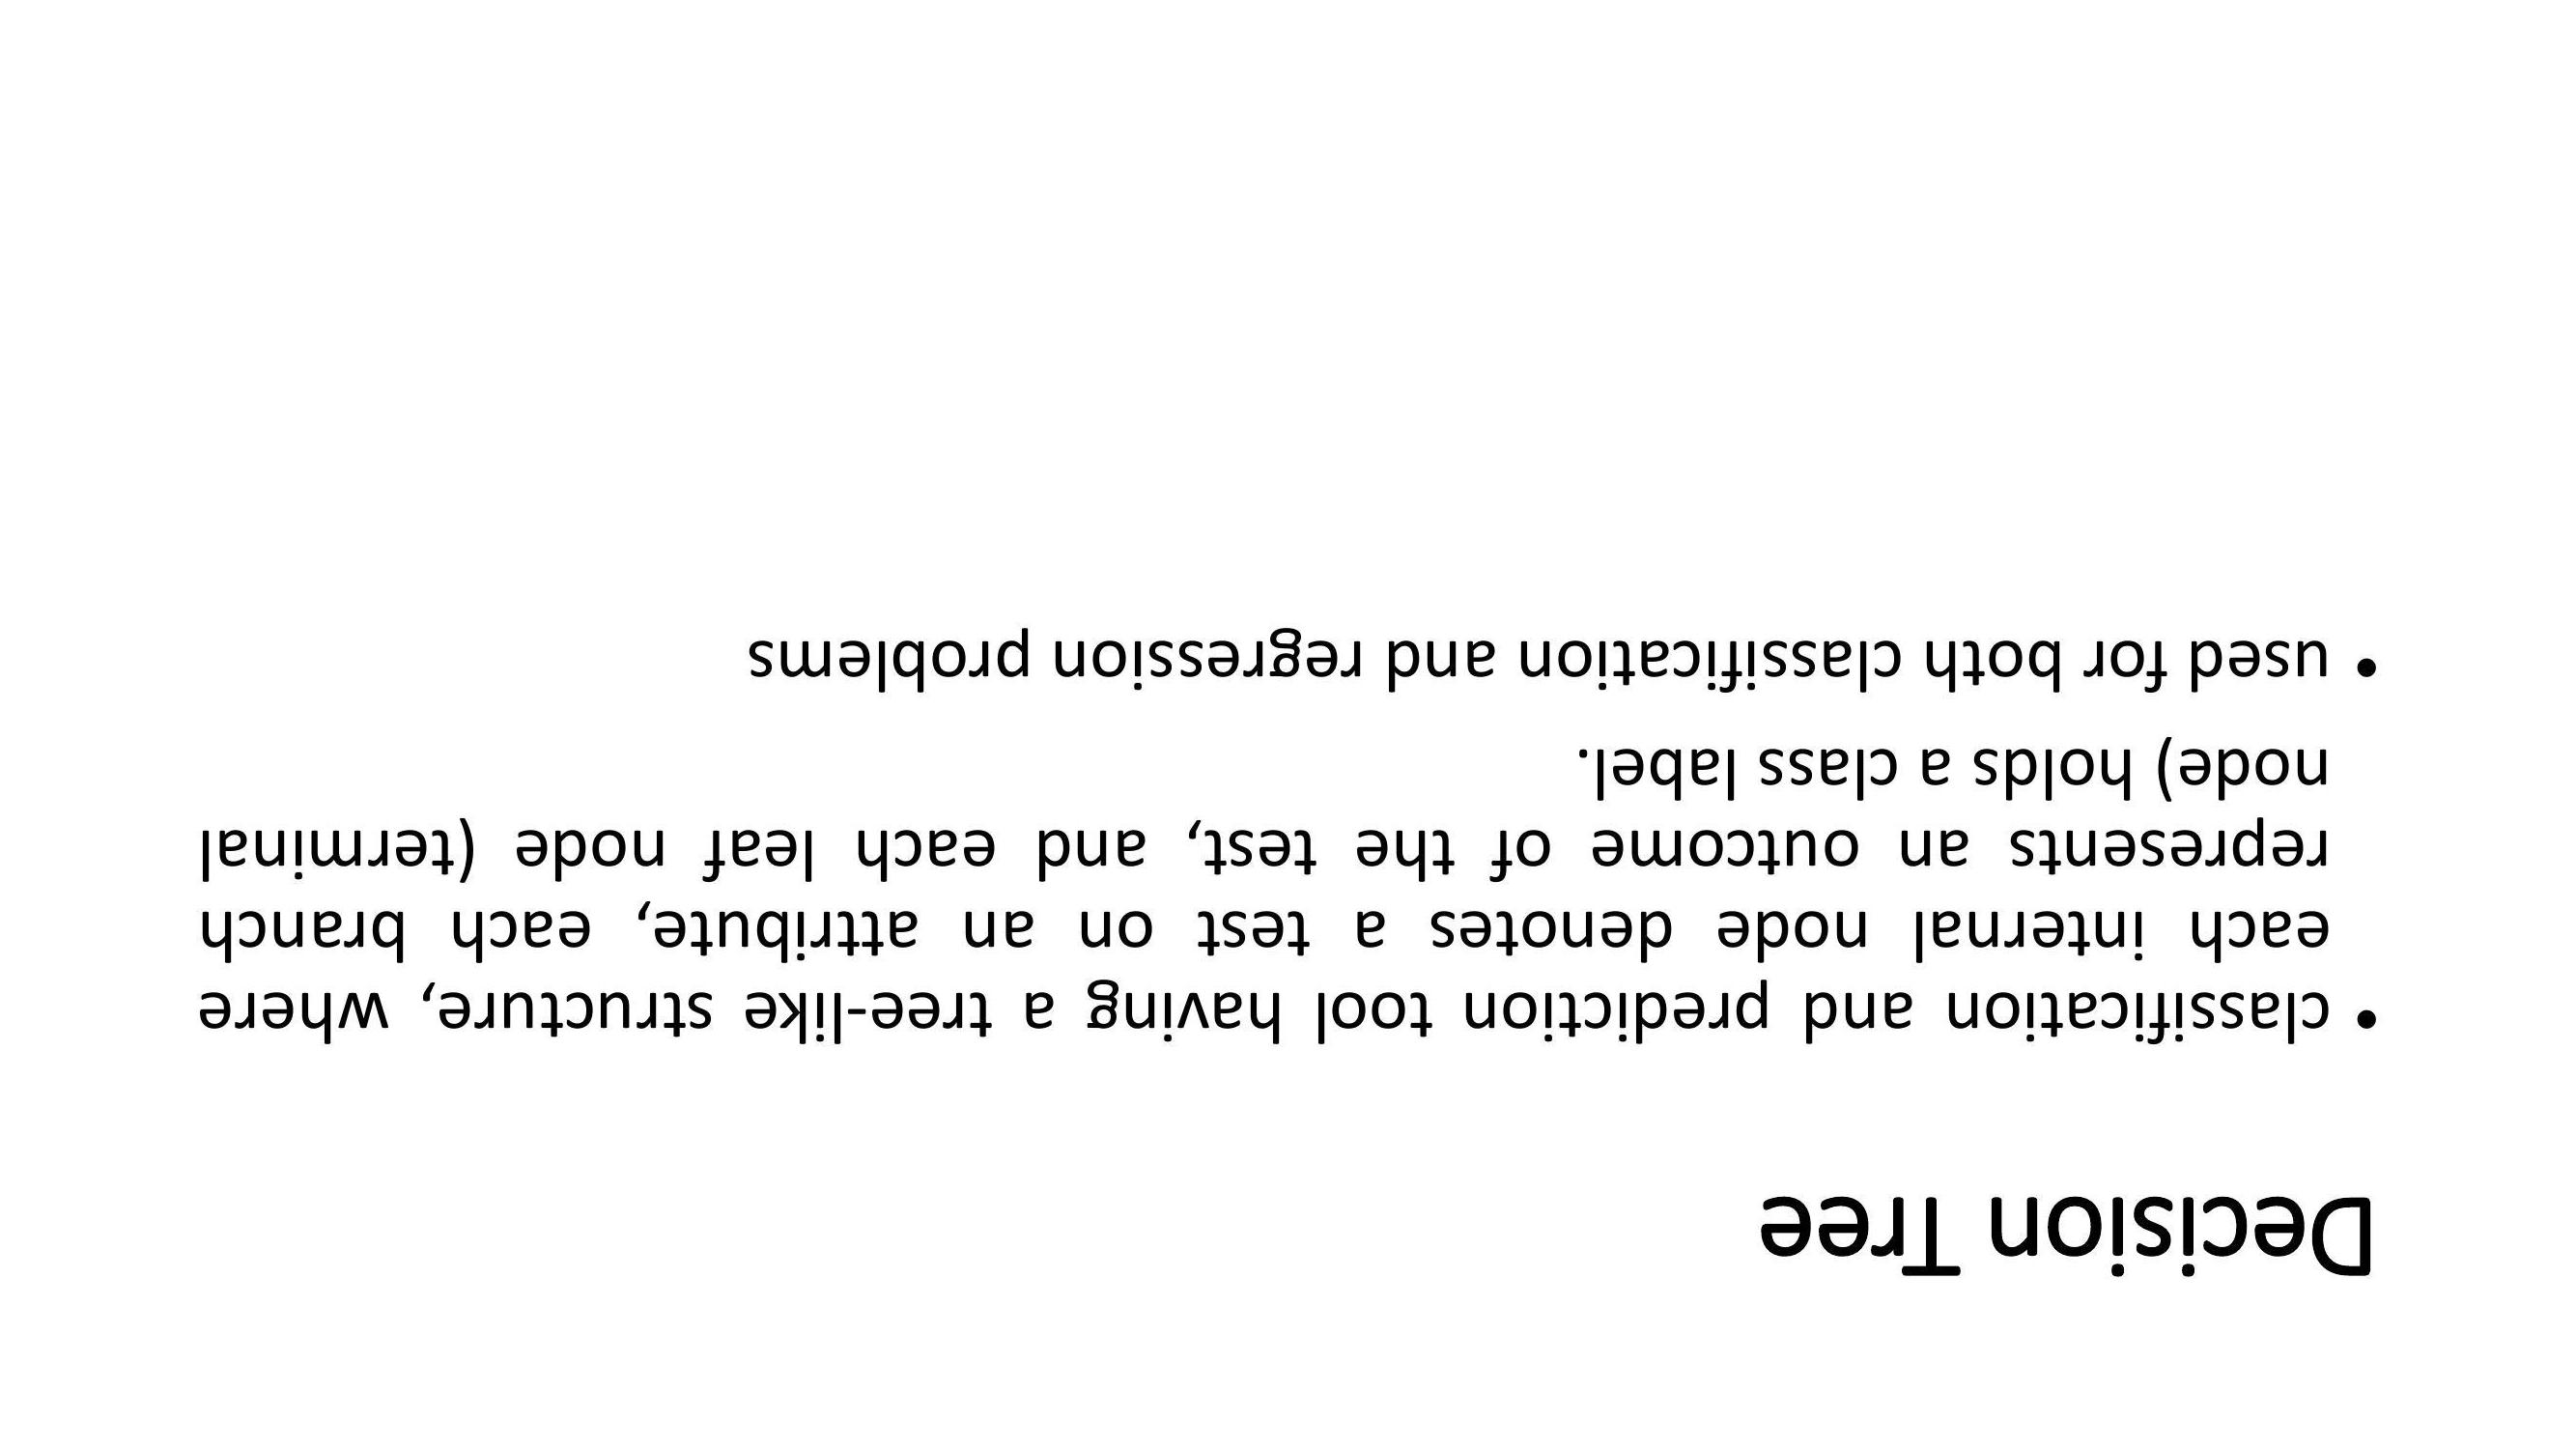 Decision Tree
• classification and prediction tool having a tree-like structure, where
each internal node denotes a test on an attribute, each branch
represents an outcome of the test, and each leaf node (terminal
node) holds a class label.
• used for both classification and regression problems